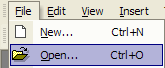 File Edit View Insert
New... Ctrl+N
Open... Ctrl+O